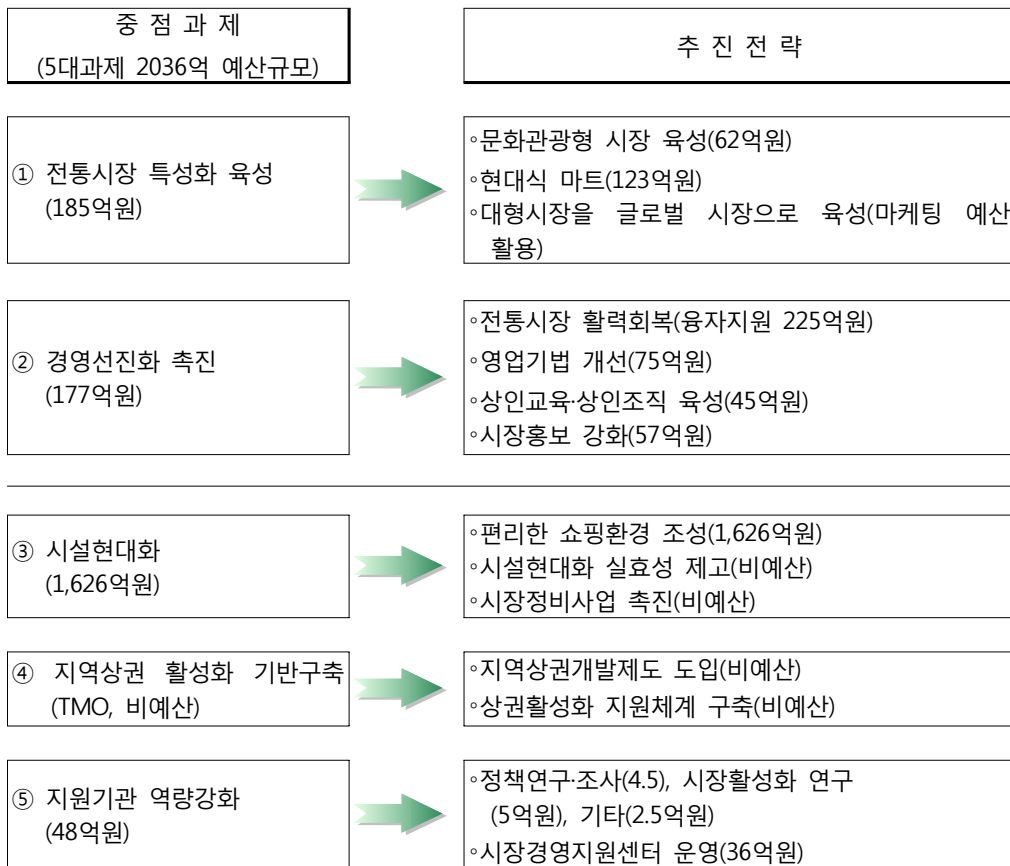 중 점 과 제
(5대과제 2036억 예산규모)
추 진 전 략
① 전통시장 특성화 육성
(185억원)
◦문화관광형 시장 육성(62억원)
◦현대식 마트(123억원)
◦대형시장을 글로벌 시장으로 육성(마케팅 예산
활용)
② 경영선진화 촉진
(177억원)
◦전통시장 활력회복(융자지원 225억원)
◦영업기법 개선(75억원)
◦상인교육·상인조직 육성(45억원)
◦시장홍보 강화(57억원)
③ 시설현대화
(1,626억원)
◦편리한 쇼핑환경 조성(1,626억원)
◦시설현대화 실효성 제고(비예산)
◦시장정비사업 촉진(비예산)
④ 지역상권 활성화 기반구축
(TMO, 비예산)
◦지역상권개발제도 도입(비예산)
◦상권활성화 지원체계 구축(비예산)
⑤ 지원기관 역량강화
(48억원)
◦정책연구·조사(4.5), 시장활성화 연구
(5억원), 기타(2.5억원)
◦시장경영지원센터 운영(36억원)